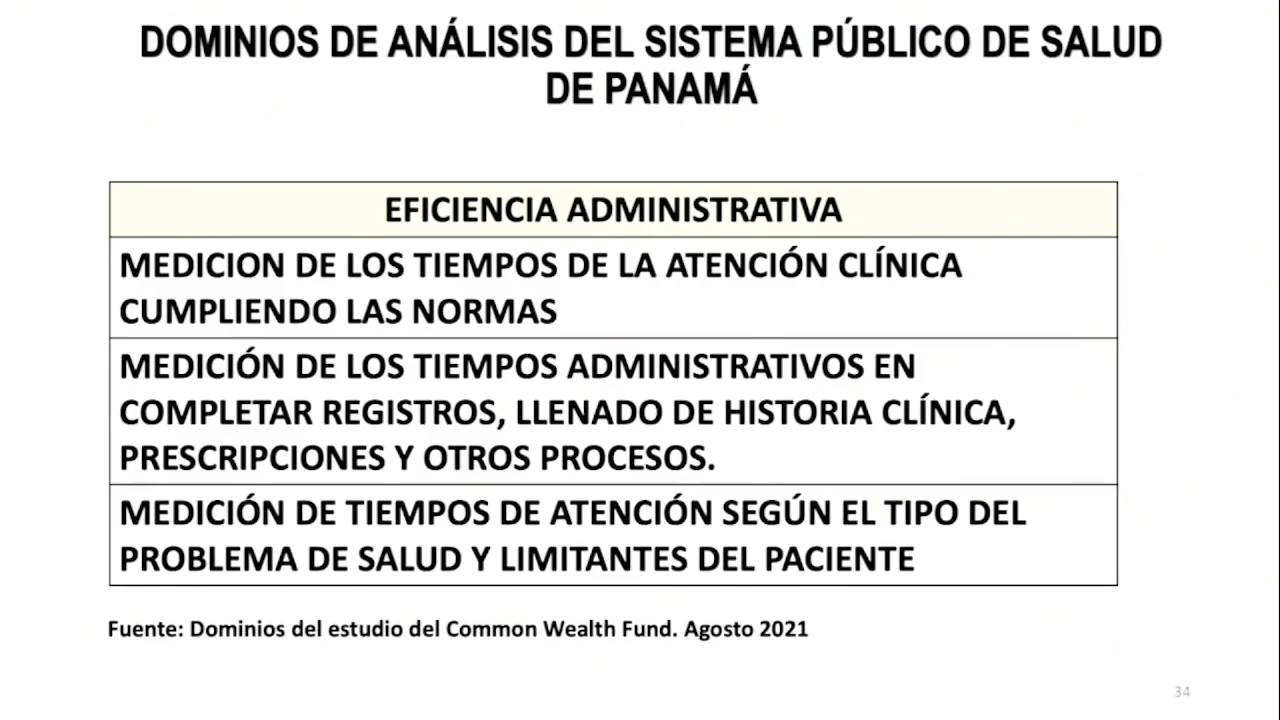 DOMINIOS DE ANÁLISIS DEL SISTEMA PÚBLICO DE SALUD
DE PANAMÁ
EFICIENCIA ADMINISTRATIVA
MEDICION DE LOS TIEMPOS DE LA ATENCIÓN CLÍNICA
CUMPLIENDO LAS NORMAS
MEDICIÓN DE LOS TIEMPOS ADMINISTRATIVOS EN
COMPLETAR REGISTROS, LLENADO DE HISTORIA CLÍNICA,
PRESCRIPCIONES Y OTROS PROCESOS.
MEDICIÓN DE TIEMPOS DE ATENCIÓN SEGÚN EL TIPO DEL
PROBLEMA DE SALUD Y LIMITANTES DEL PACIENTE
Fuente: Dominios del estudio del Common Wealth Fund. Agosto 2021
34